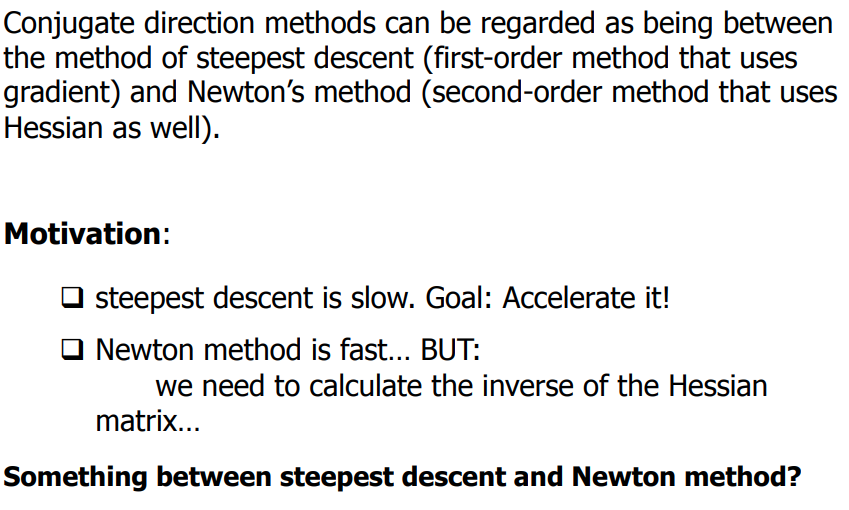 Conjugate direction methods can be regarded as being between
the method of steepest descent (first-order method that uses
gradient) and Newton’s method (second-order method that uses
Hessian as well).
Motivation:
❑ steepest descent is slow. Goal: Accelerate it!
❑ Newton method is fast… BUT:
we need to calculate the inverse of the Hessian
matrix…
Something between steepest descent and Newton method?